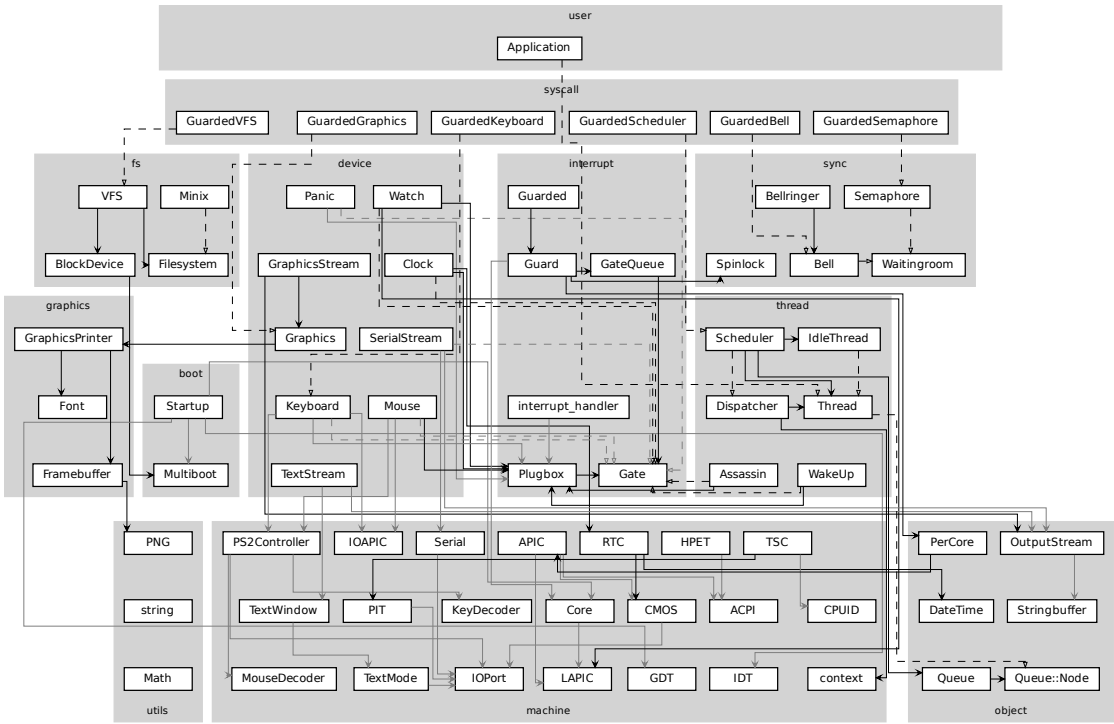 user
Application
syscall
GuardedVFS
GuardedGraphics
GuardedKeyboard
GuardedScheduler
GuardedBell
GuardedSemaphore
fs
device
interrupt
sync
VFS
Minix
Panic
Watch
Guarded
Bellringer
Semaphore
BlockDevice
Filesystem
GraphicsStream
Clock
Guard
GateQueue
Spinlock
Bell
Waitingroom
graphics
thread
GraphicsPrinter
Graphics
SerialStream
Scheduler
IdleThread
boot
Font
Startup
Keyboard
Mouse
interrupt_handler
Dispatcher
Thread
Framebuffer
Multiboot
TextStream
Plugbox
Gate
Assassin
WakeUp
PNG
PS2Controller
IOAPIC
Serial
APIC
RTC
HPET
TSC
PerCore
OutputStream
string
TextWindow
PIT
KeyDecoder
Core
CMOS
ACPI
CPUID
DateTime
Stringbuffer
Math
MouseDecoder
TextMode
IOPort
LAPIC
GDT
IDT
context
Queue
Queue::Node
utils
machine
object